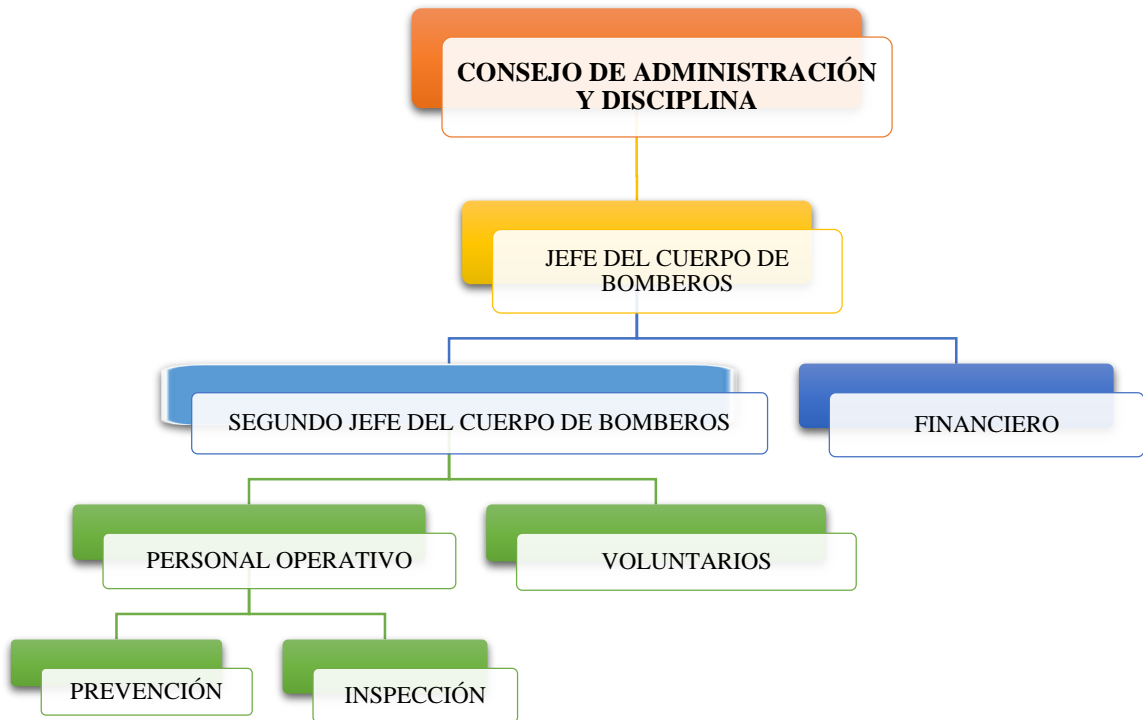 CONSEJO DE ADMINISTRACIÓN
Y DISCIPLINA
JEFE DEL CUERPO DE
BOMBEROS
SEGUNDO JEFE DEL CUERPO DE BOMBEROS
FINANCIERO
PERSONAL OPERATIVO
VOLUNTARIOS
PREVENCIÓN
INSPECCIÓN